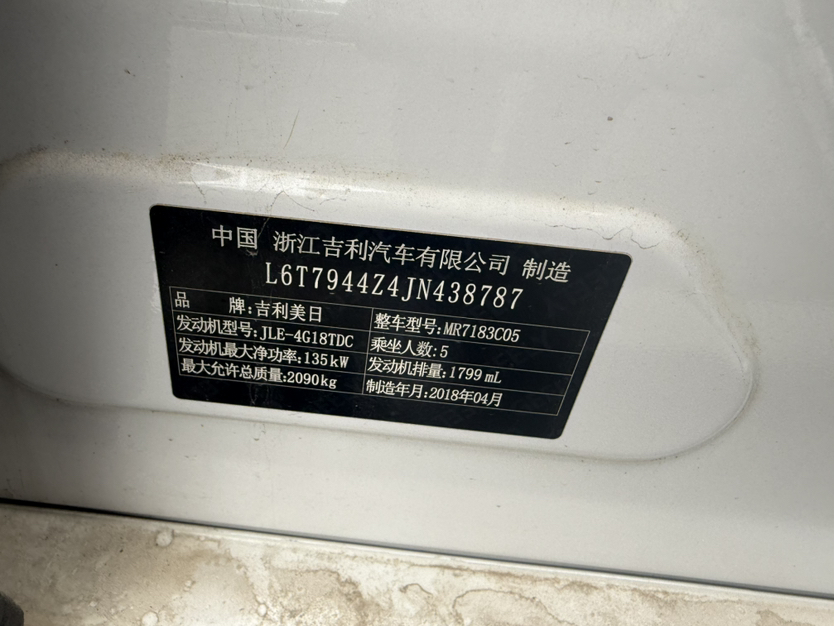 中国 浙江吉利汽车有限公司 制造
L6T7944Z4JN438787
品 牌:吉利美日 整车型号:MR7183C05
发动机型号:JLE-4G18TDC 乘坐人数:5
发动机最大净功率:135kW 发动机排量:1799mL
最大允许总质量:2090kg 制造年月:2018年04月